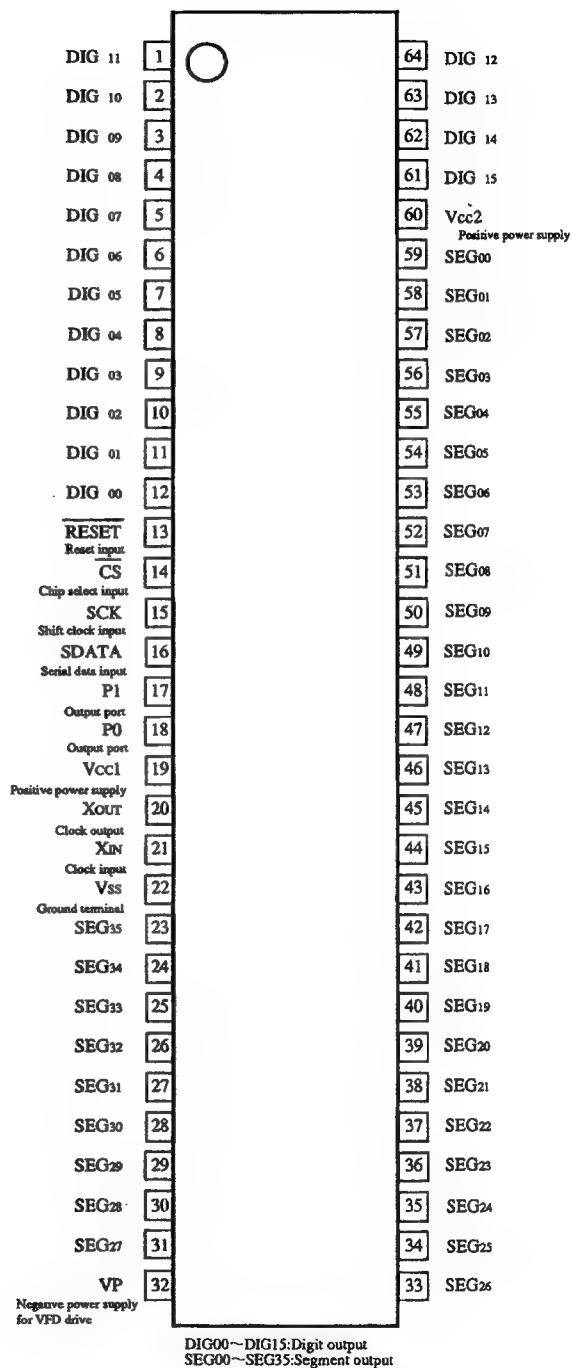 DIG 11 1 64 DIG 12
DIG 10 2 63 DIG 13
DIG 09 3 62 DIG 14
DIG 08 4 61 DIG 15
DIG 07 5 60 Vcc2
Positive power supply
DIG 06 6 59 SEG00
DIG 05 7 58 SEG01
DIG 04 8 57 SEG02
DIG 03 9 56 SEG03
DIG 02 10 55 SEG04
DIG 01 11 54 SEG05
DIG 00 12 53 SEG06
RESET 13 52 SEG07
Reset input
CS 14 51 SEG08
Chip select input
SCK 15 50 SEG09
Shift clock input
SDATA 16 49 SEG10
Serial data input
P1 17 48 SEG11
Output port
P0 18 47 SEG12
Output port
Vcc1 19 46 SEG13
Positive power supply
XOUT 20 45 SEG14
Clock output
XIN 21 44 SEG15
Clock input
Vss 22 43 SEG16
Ground terminal
SEG35 23 42 SEG17
SEG34 24 41 SEG18
SEG33 25 40 SEG19
SEG32 26 39 SEG20
SEG31 27 38 SEG21
SEG30 28 37 SEG22
SEG29 29 36 SEG23
SEG28 30 35 SEG24
SEG27 31 34 SEG25
VP 32 33 SEG26
Negative power supply
for VFD drive
DIG00～DIG15:Digit output
SEG00～SEG35:Segment output